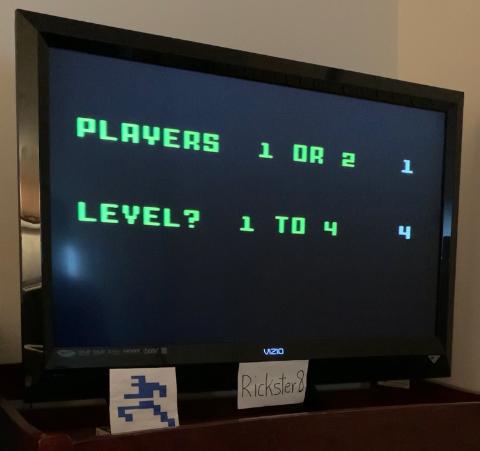 PLAYERS 1 OR 2 1
LEVEL? 1 TO 4 4
VIZIO
Rickster8